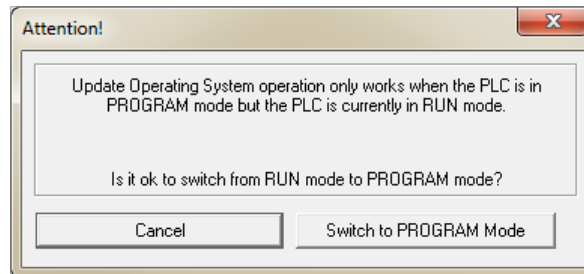 Attention!
Update Operating System operation only works when the PLC is in
PROGRAM mode but the PLC is currently in RUN mode.
Is it ok to switch from RUN mode to PROGRAM mode?
Cancel
Switch to PROGRAM Mode